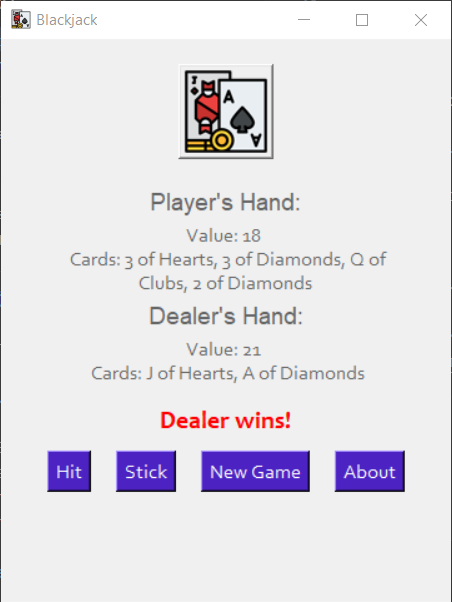 Blackjack
J
A
A
Player's Hand:
Value: 18
Cards: 3 of Hearts, 3 of Diamonds, Q of
Clubs, 2 of Diamonds
Dealer's Hand:
Value: 21
Cards: J of Hearts, A of Diamonds
Dealer wins!
Hit Stick New Game About